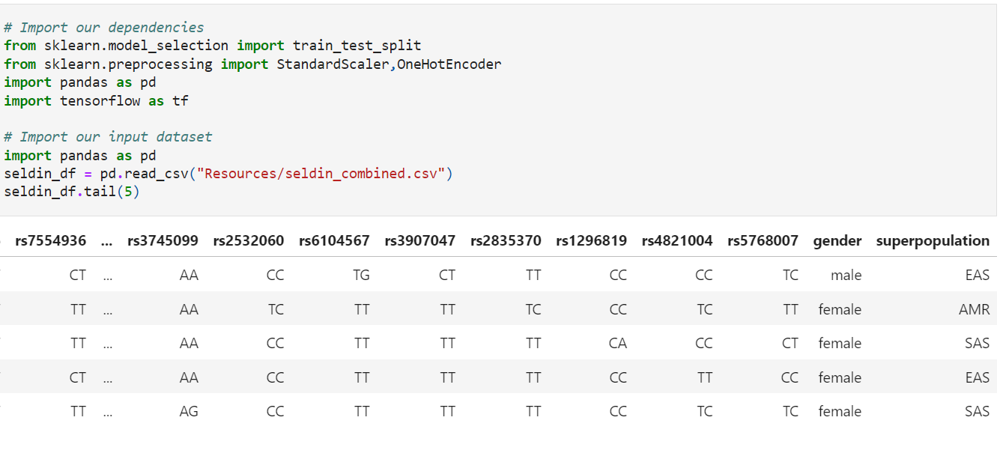 # Import our dependencies
from sklearn.model_selection import train_test_split
from sklearn.preprocessing import StandardScaler,OneHotEncoder
import pandas as pd
import tensorflow as tf
# Import our input dataset
import pandas as pd
seldin_df = pd.read_csv("Resources/seldin_combined.csv")
seldin_df.tail(5)
rs7554936 ... rs3745099 rs2532060 rs6104567 rs3907047 rs2835370 rs1296819 rs4821004 rs5768007 gender superpopulation
CT ... AA CC TG CT TT CC CC TC male EAS
TT ... AA TC TT TT TC CC TC TT female AMR
TT ... AA CC TT TT TT CA CC CT female SAS
CT ... AA CC TT TT TT CC TT CC female EAS
TT ... AG CC TT TT TT CC TC TC female SAS